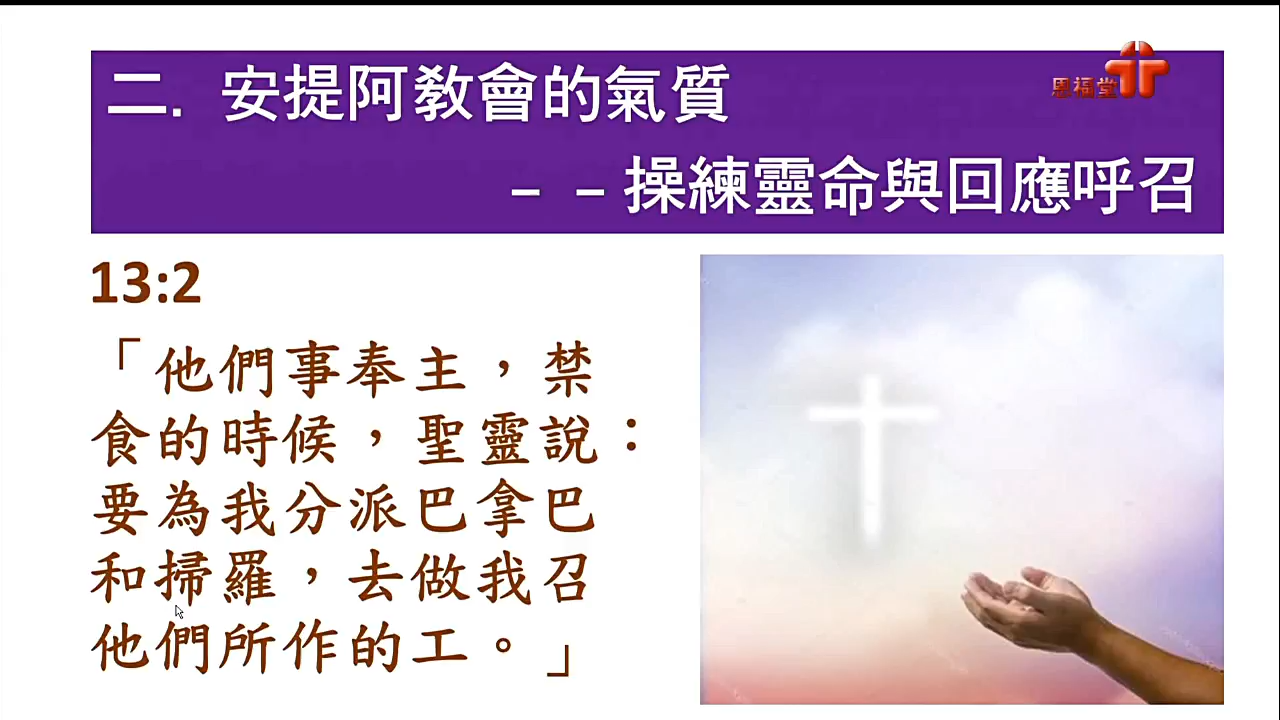 二. 安提阿教會的氣質
恩福堂
– –操練靈命與回應呼召
13:2
「他們事奉主，禁
食的時候，聖靈說：
要為我分派巴拿巴
和掃羅，去做我召
他們所作的工。」